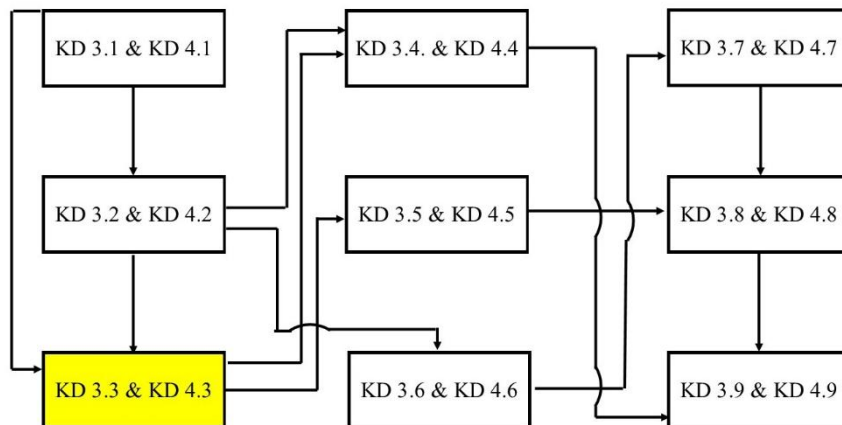 KD 3.1 & KD 4.1
KD 3.4. & KD 4.4
KD 3.7 & KD 4.7
KD 3.2 & KD 4.2
KD 3.5 & KD 4.5
KD 3.8 & KD 4.8
KD 3.3 & KD 4.3
KD 3.6 & KD 4.6
KD 3.9 & KD 4.9